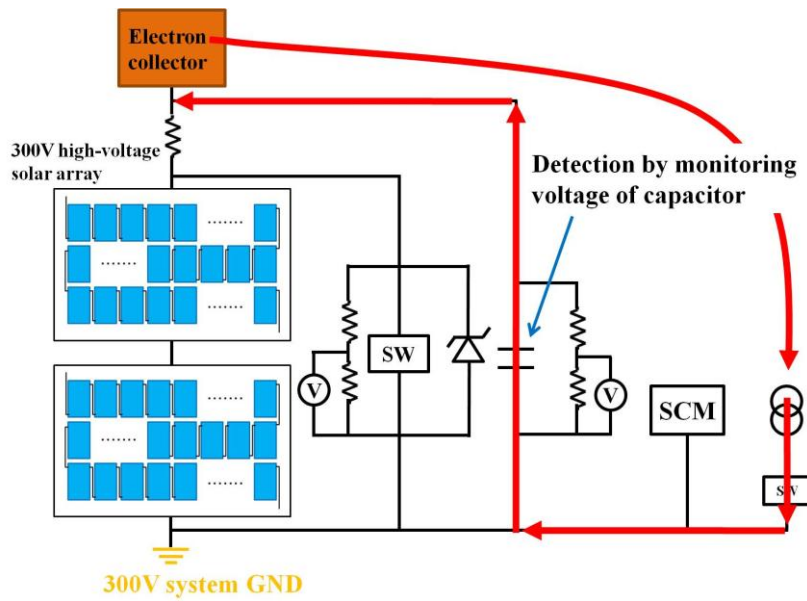 Electron
collector
300V high-voltage
solar array
Detection by monitoring
voltage of capacitor
SW
V
V
SCM
SW
300V system GND